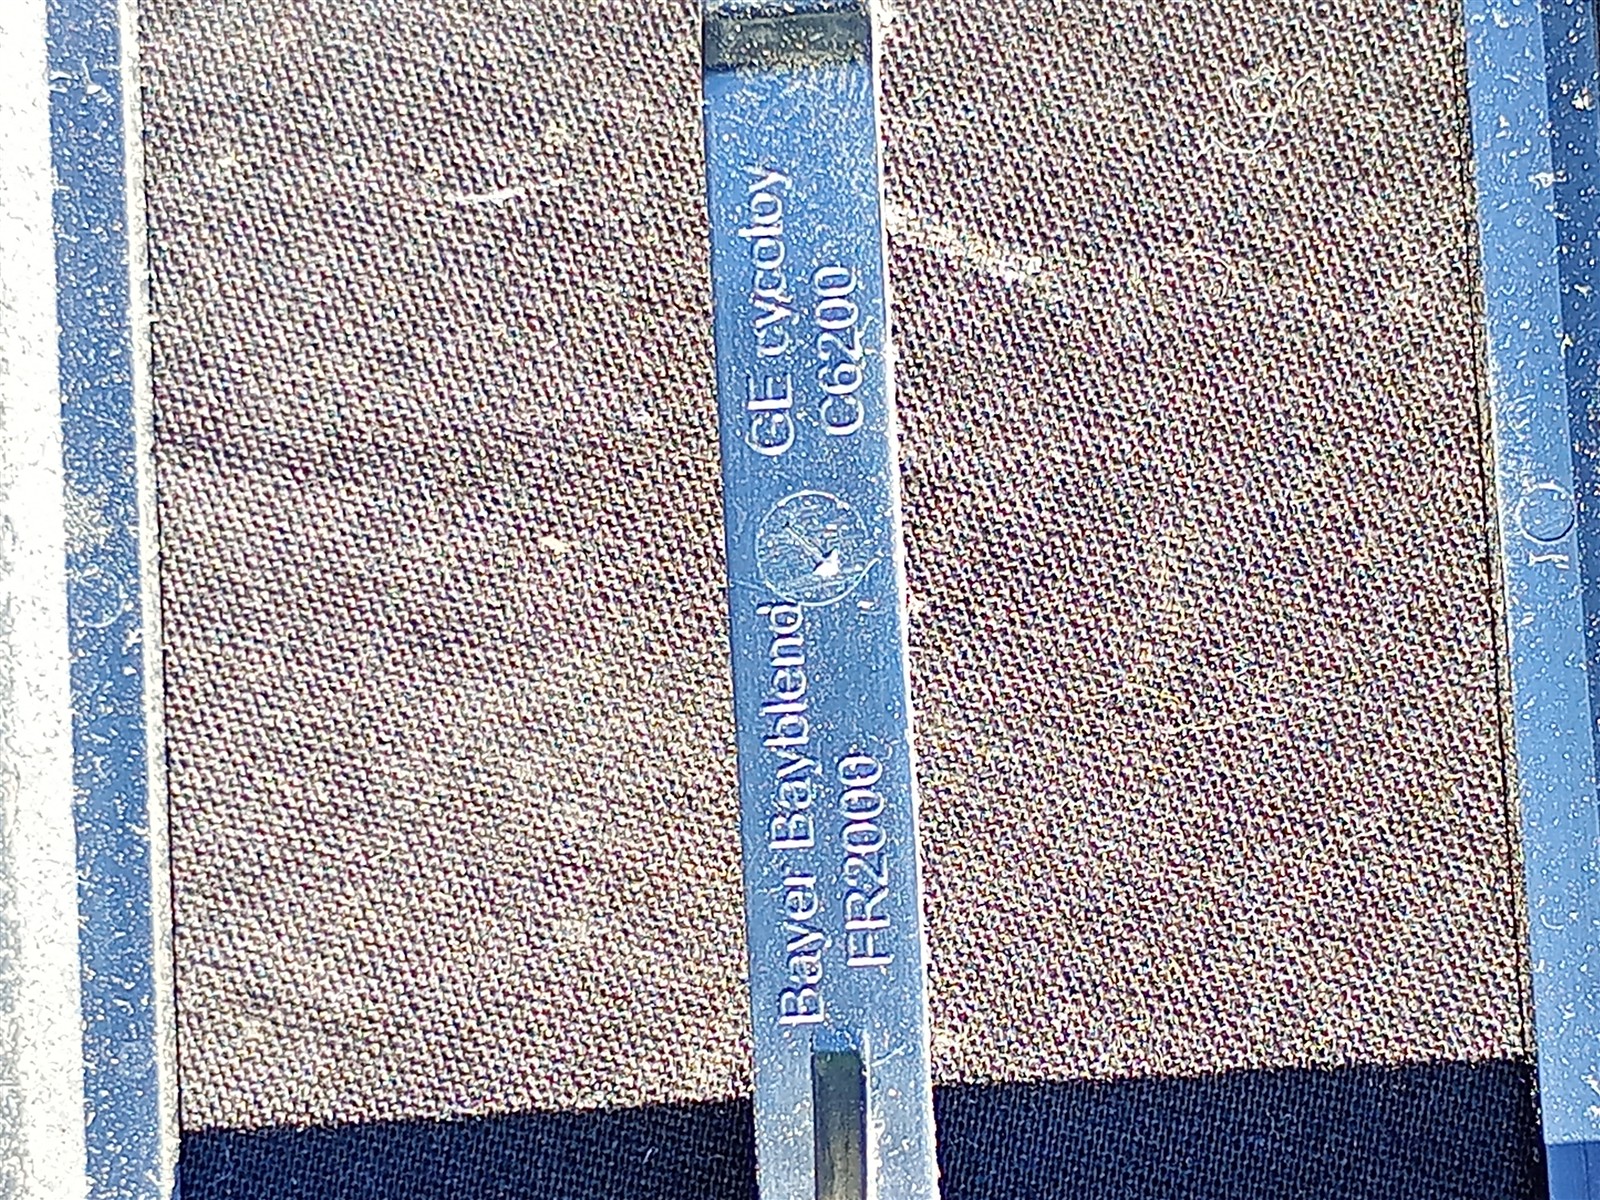 Bayer Bayblend
FR2000
GE cycoloy
C6200